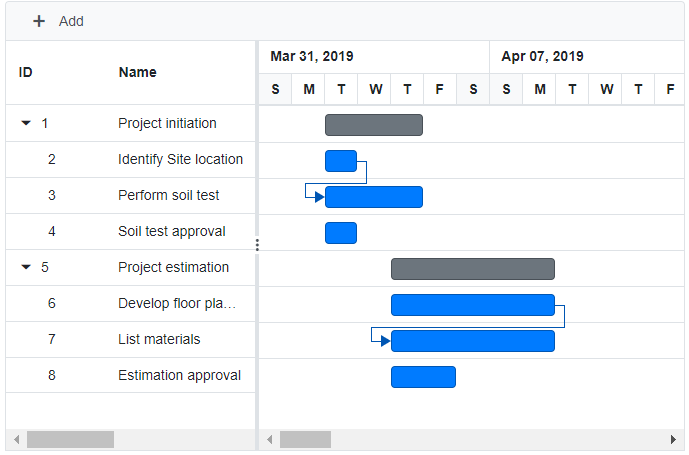 + Add
ID Name
Mar 31, 2019 Apr 07, 2019
S M T W T F S S M T W T F
1 Project initiation
2 Identify Site location
3 Perform soil test
4 Soil test approval
5 Project estimation
6 Develop floor pla…
7 List materials
8 Estimation approval